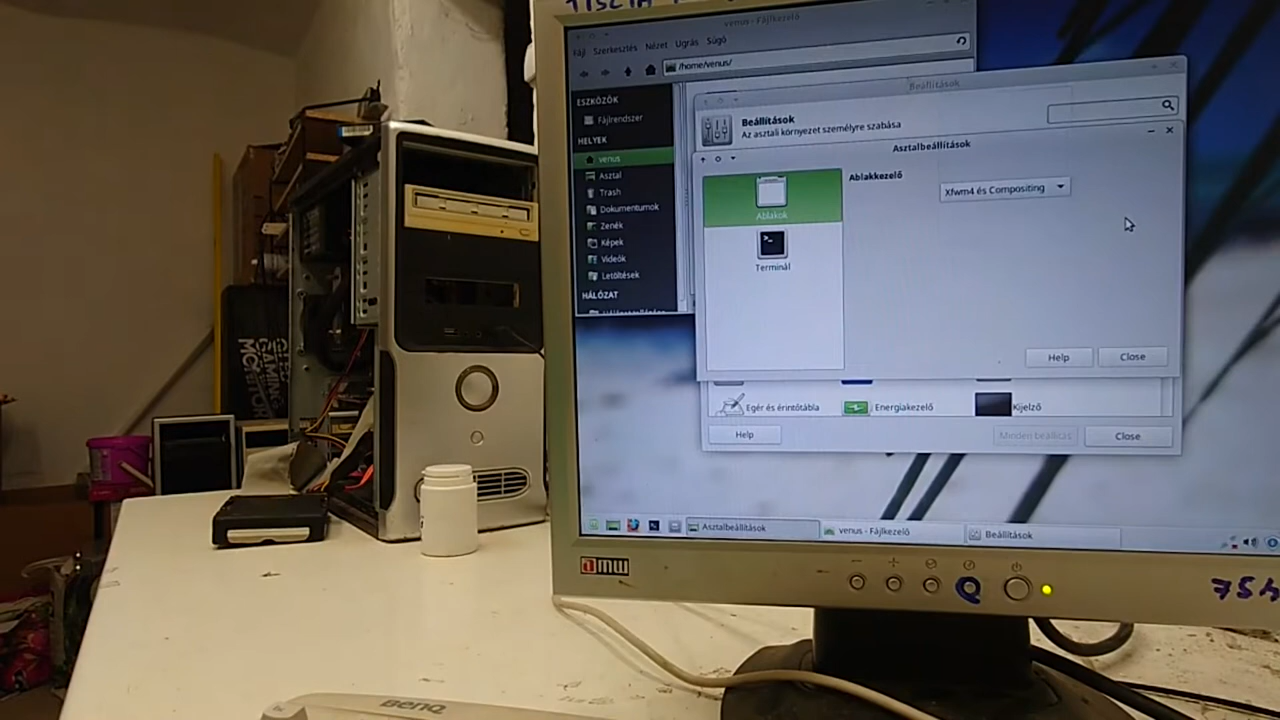 venus - Fájlkezelő
Fájl Szerkesztés Nézet Ugrás Súgó
/home/venus/
ESZKÖZÖK
Fájlrendszer
HELYEK
venus
Asztal
Trash
Dokumentumok
Zenék
Képek
Videók
Letöltések
HÁLÓZAT
Beállítások
Beállítások
Az asztali környezet személyre szabása
Asztalbeállítások
Ablakok
Terminál
Ablakkezelő
Xfwm4 és Compositing
Help
Close
Egér és érintőtábla
Energiakezelő
Kijelző
Help
Minden beállítás
Close
Asztalbeállítások
venus - Fájlkezelő
Beállítások
imw
BenQ
GAMING